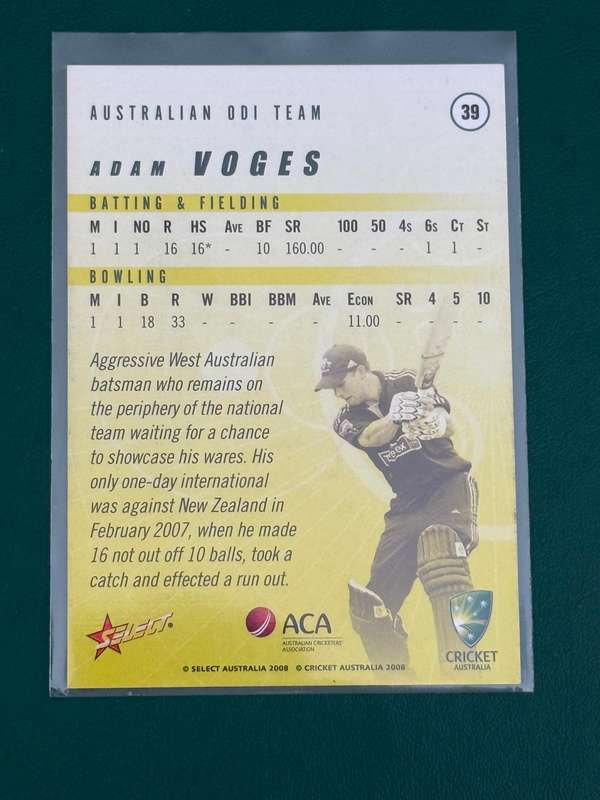 AUSTRALIAN ODI TEAM
39
ADAM VOGES
BATTING & FIELDING
M I NO R HS AVE BF SR 100 50 4S 6S CT ST
1 1 1 16 16* - 10 160.00 - - - 1 1 -
BOWLING
M I B R W BBI BBM AVE ECON SR 4 5 10
1 1 18 33 - - - - 11.00 - - - -
Aggressive West Australian
batsman who remains on
the periphery of the national
team waiting for a chance
to showcase his wares. His
only one-day international
was against New Zealand in
February 2007, when he made
16 not out off 10 balls, took a
catch and effected a run out.
SELECT
ACA
AUSTRALIAN CRICKETERS'
ASSOCIATION
CRICKET
AUSTRALIA
© SELECT AUSTRALIA 2008 © CRICKET AUSTRALIA 2008